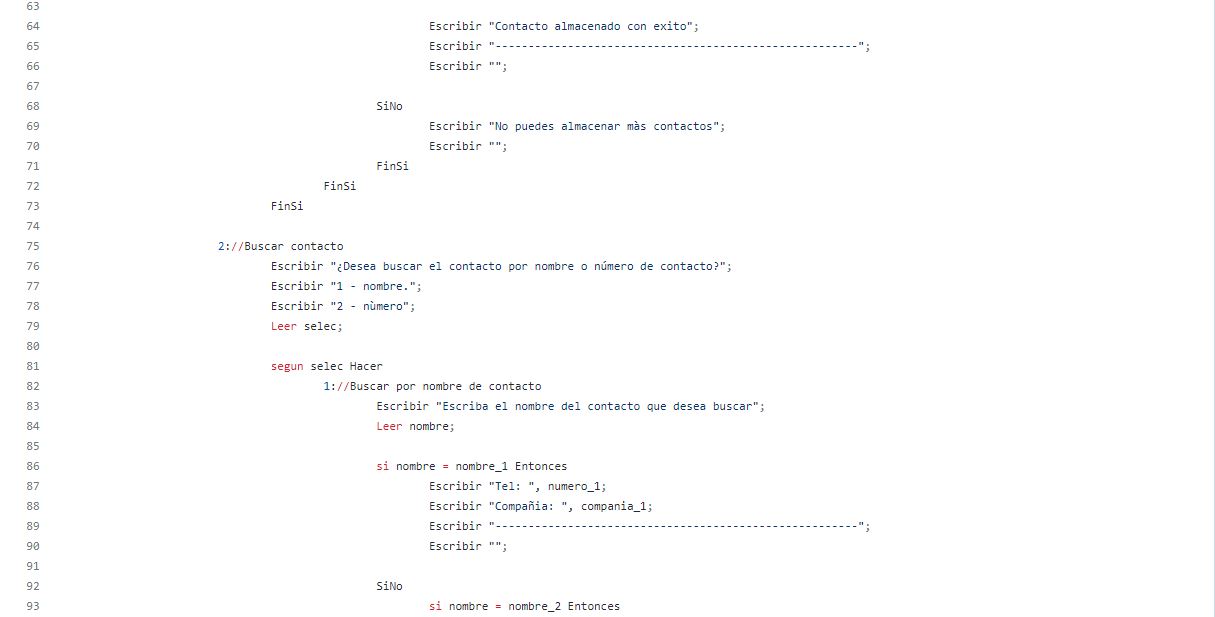 63
64 Escribir "Contacto almacenado con exito";
65 Escribir "-------------------------------------------------------";
66 Escribir "";
67
68 SiNo
69 Escribir "No puedes almacenar màs contactos";
70 Escribir "";
71 FinSi
72 FinSi
73 FinSi
74
75 2://Buscar contacto
76 Escribir "¿Desea buscar el contacto por nombre o número de contacto?";
77 Escribir "1 - nombre.";
78 Escribir "2 - nùmero";
79 Leer selec;
80
81 segun selec Hacer
82 1://Buscar por nombre de contacto
83 Escribir "Escriba el nombre del contacto que desea buscar";
84 Leer nombre;
85
86 si nombre = nombre_1 Entonces
87 Escribir "Tel: ", numero_1;
88 Escribir "Compañia: ", compania_1;
89 Escribir "-------------------------------------------------------";
90 Escribir "";
91
92 SiNo
93 si nombre = nombre_2 Entonces